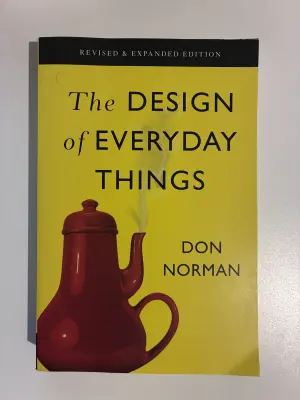 REVISED & EXPANDED EDITION
The DESIGN
of EVERYDAY
THINGS
DON
NORMAN